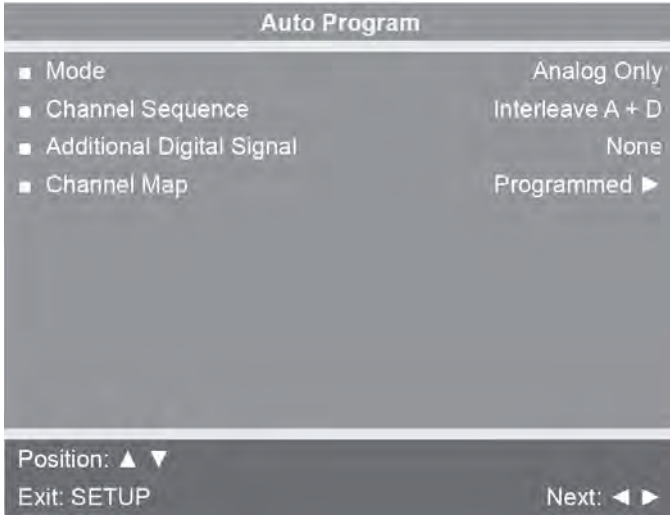 Auto Program
■ Mode Analog Only
■ Channel Sequence Interleave A + D
■ Additional Digital Signal None
■ Channel Map Programmed ►
Position: ▲ ▼
Exit: SETUP Next: ◄ ►